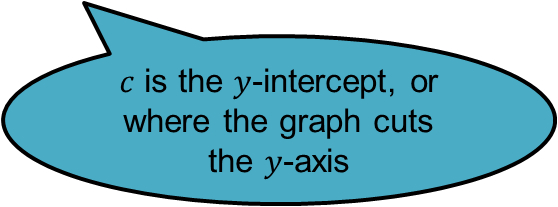 c is the y-intercept, or
where the graph cuts
the y-axis